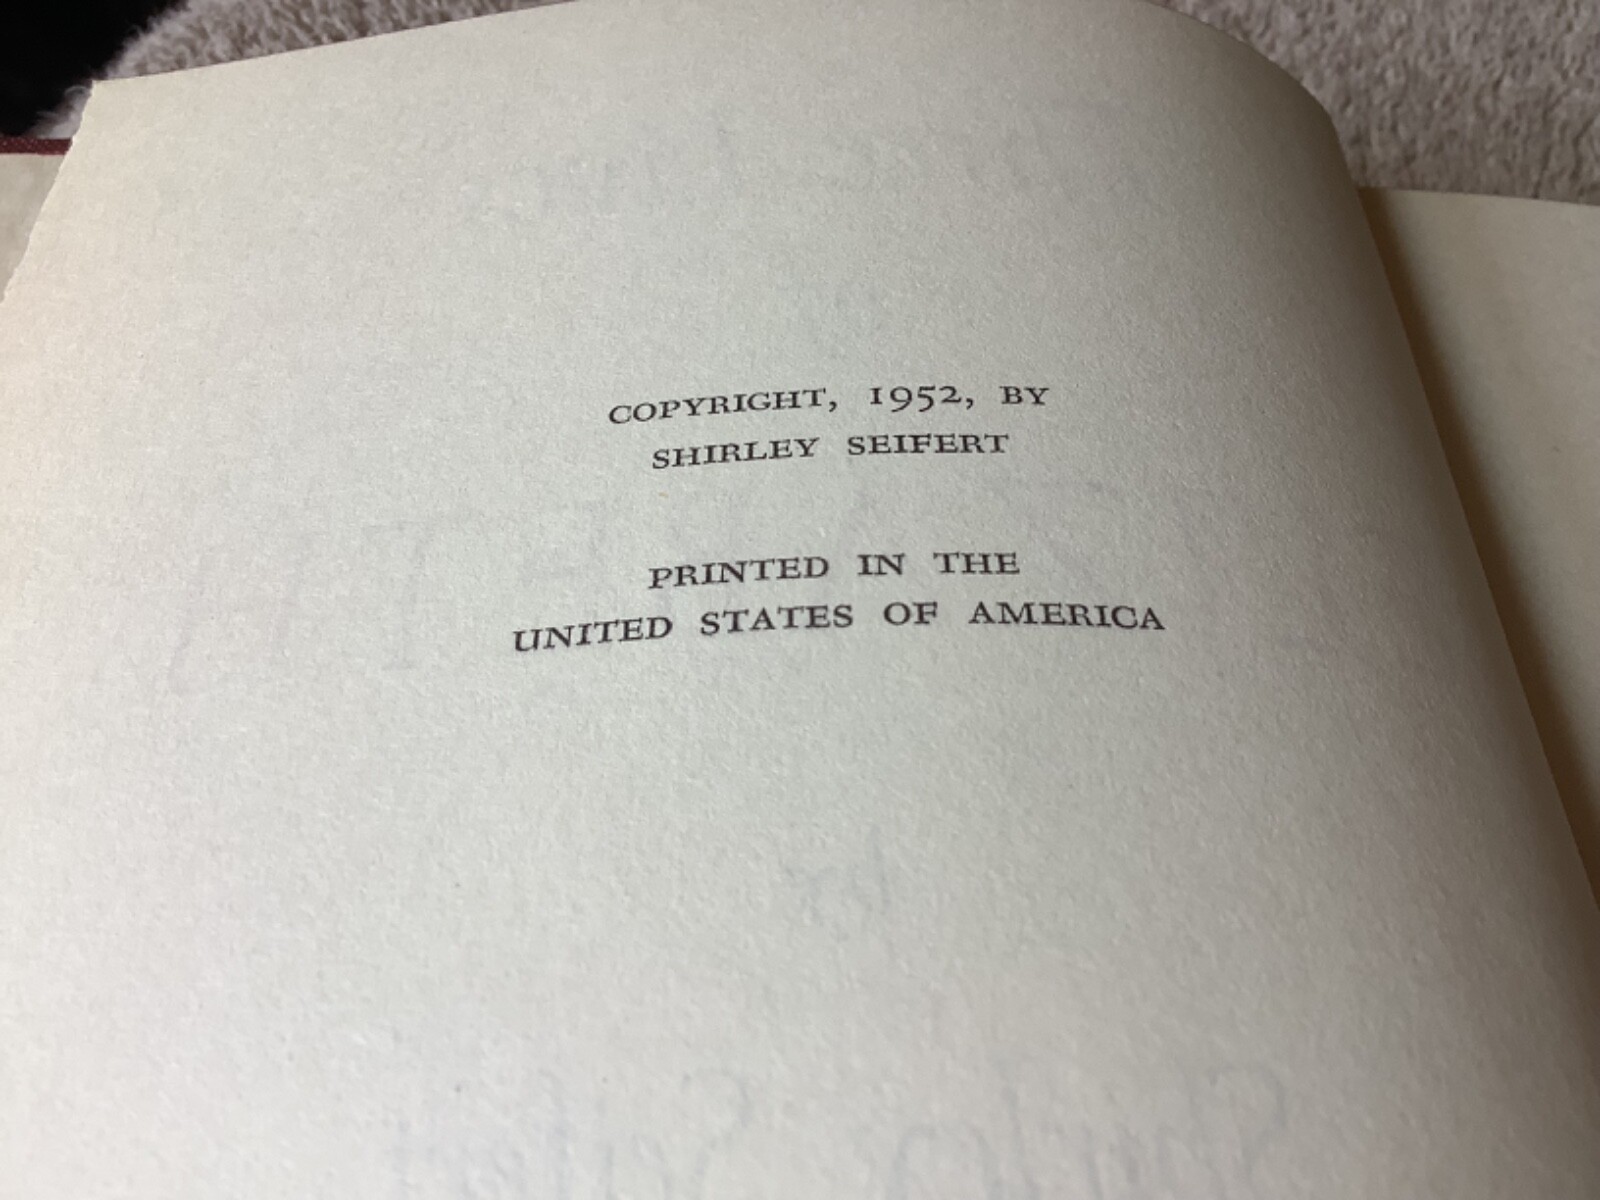 COPYRIGHT, 1952, BY
SHIRLEY SEIFERT
PRINTED IN THE
UNITED STATES OF AMERICA